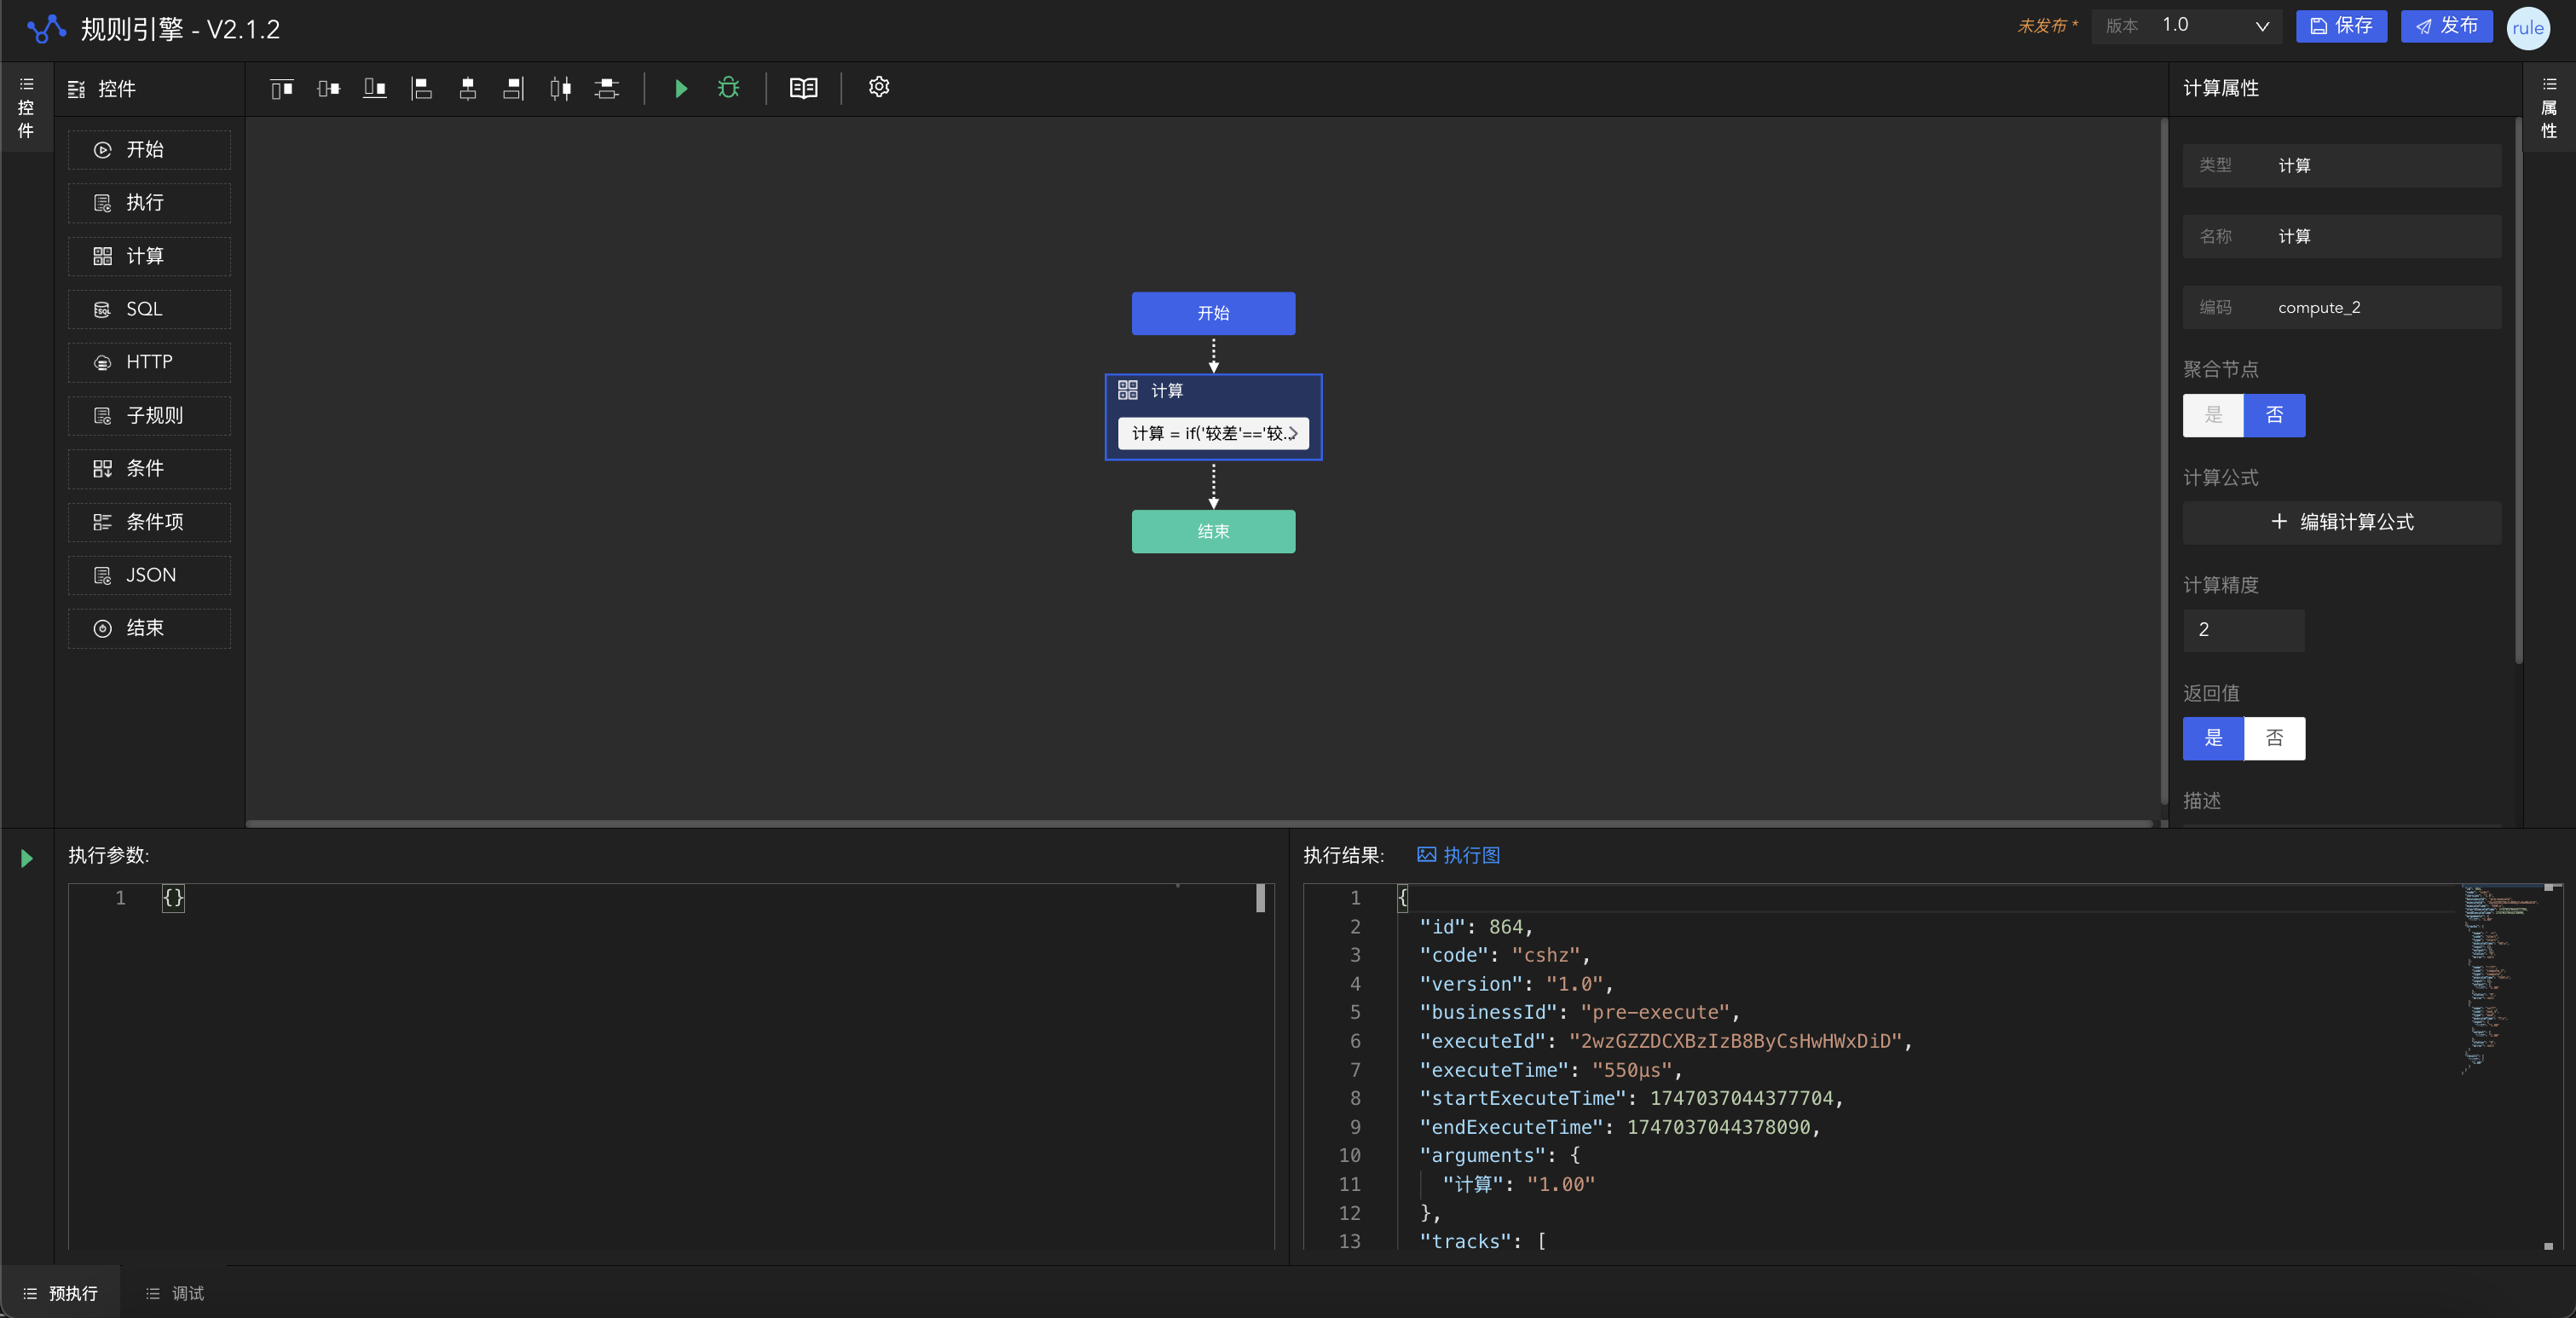 规则引擎 - V2.1.2
未发布 *
版本 1.0
保存
发布
rule
控件
控件
计算属性
属性
开始
执行
计算
SQL
HTTP
子规则
条件
条件项
JSON
结束
开始
计算
计算 = if('较差'=='较...
结束
类型 计算
名称 计算
编码 compute_2
聚合节点
是 否
计算公式
+ 编辑计算公式
计算精度
2
返回值
是 否
描述
执行参数:
1 {}
执行结果: 执行图
1 {
2 "id": 864,
3 "code": "cshz",
4 "version": "1.0",
5 "businessId": "pre-execute",
6 "executeId": "2wzGZZDCXBzIzB8ByCsHwHWxDiD",
7 "executeTime": "550μs",
8 "startExecuteTime": 1747037044377704,
9 "endExecuteTime": 1747037044378090,
10 "arguments": {
11 "计算": "1.00"
12 },
13 "tracks": [
预执行
调试